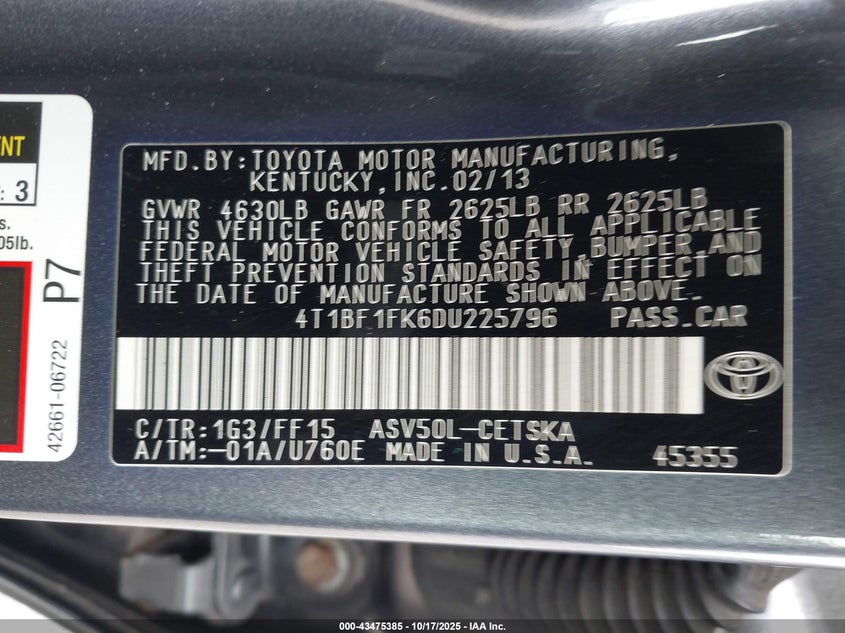 ENT
: 3
s.
05lb.
P7
42661-06722
MFD.BY:TOYOTA MOTOR MANUFACTURING,
KENTUCKY,INC.02/13
GVWR 4630LB GAWR FR 2625LB RR 2625LB
THIS VEHICLE CONFORMS TO ALL APPLICABLE
FEDERAL MOTOR VEHICLE SAFETY,BUMPER,AND
THEFT PREVENTION STANDARDS IN EFFECT ON
THE DATE OF MANUFACTURE SHOWN ABOVE.
4T1BF1FK6DU225796 PASS.CAR
C/TR:1G3/FF15 ASV50L-CETSKA
A/TM:-01A/U760E MADE IN U.S.A. 45355
000-43475385 - 10/17/2025 - IAA Inc.